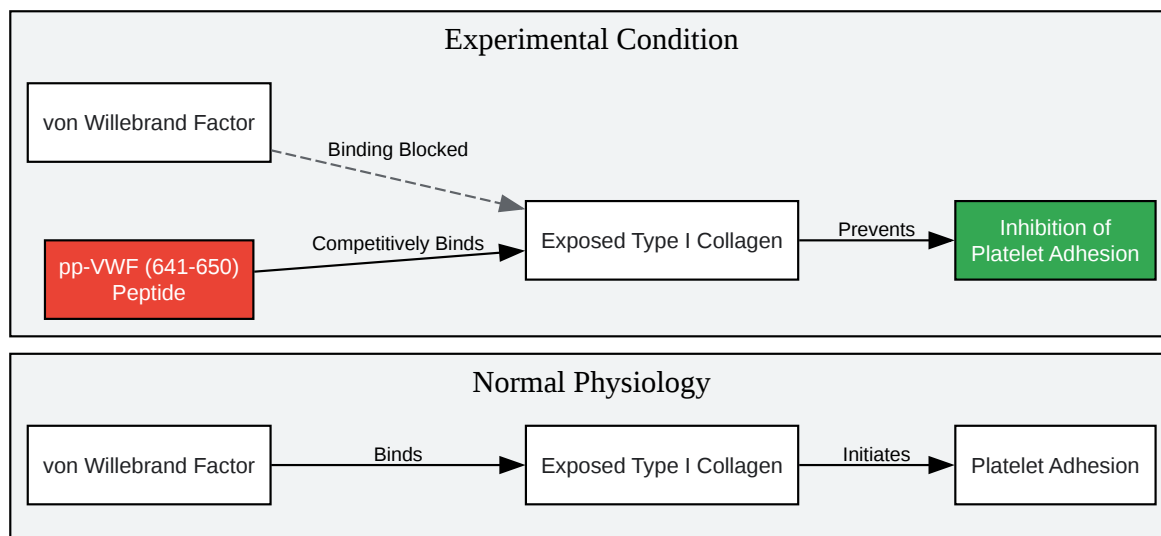 Experimental Condition
von Willebrand Factor
Binding Blocked
pp-VWF (641-650)
Peptide
Competitively Binds
Exposed Type I Collagen
Prevents
Inhibition of
Platelet Adhesion
Normal Physiology
von Willebrand Factor
Binds
Exposed Type I Collagen
Initiates
Platelet Adhesion